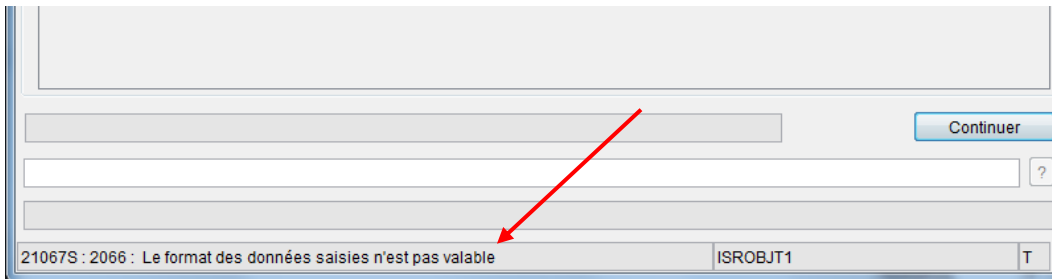 Continuer
?
21067S : 2066 : Le format des données saisies n'est pas valable ISROBJT1 T